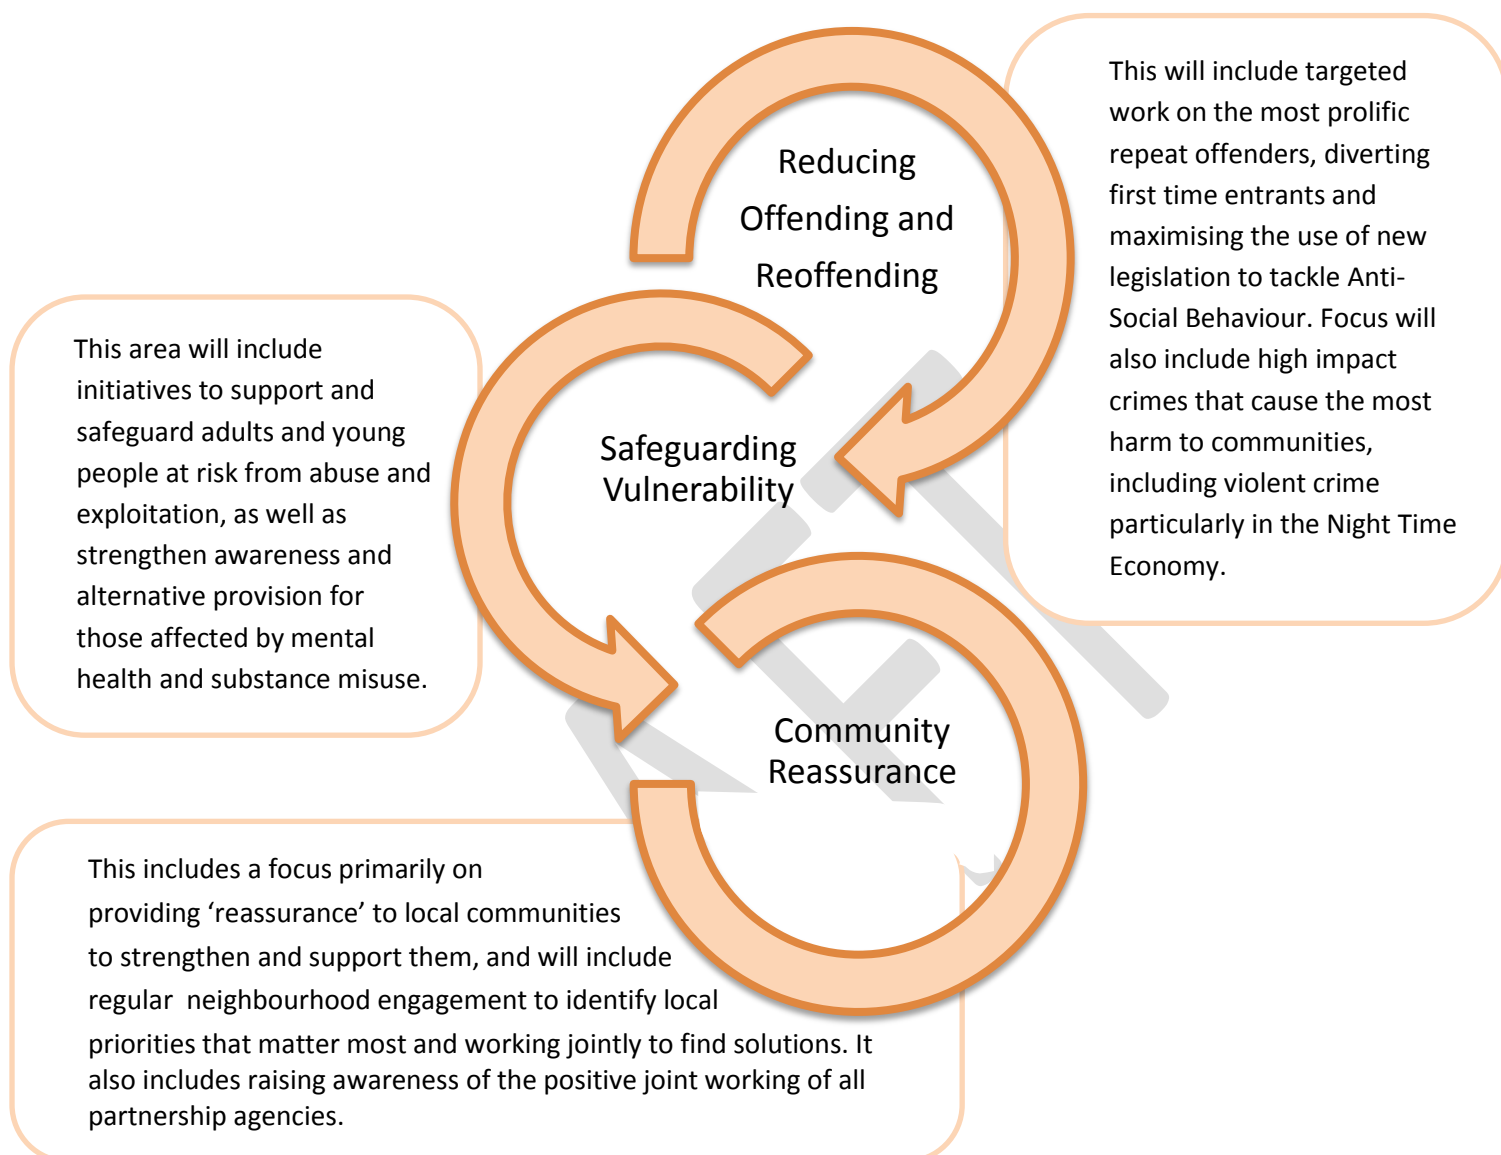 Reducing
Offending and
Reoffending
This will include targeted
work on the most prolific
repeat offenders, diverting
first time entrants and
maximising the use of new
legislation to tackle Anti-
Social Behaviour. Focus will
also include high impact
crimes that cause the most
harm to communities,
including violent crime
particularly in the Night Time
Economy.
Safeguarding
Vulnerability
This area will include
initiatives to support and
safeguard adults and young
people at risk from abuse and
exploitation, as well as
strengthen awareness and
alternative provision for
those affected by mental
health and substance misuse.
Community
Reassurance
This includes a focus primarily on
providing ‘reassurance’ to local communities
to strengthen and support them, and will include
regular  neighbourhood engagement to identify local
priorities that matter most and working jointly to find solutions. It
also includes raising awareness of the positive joint working of all
partnership agencies.